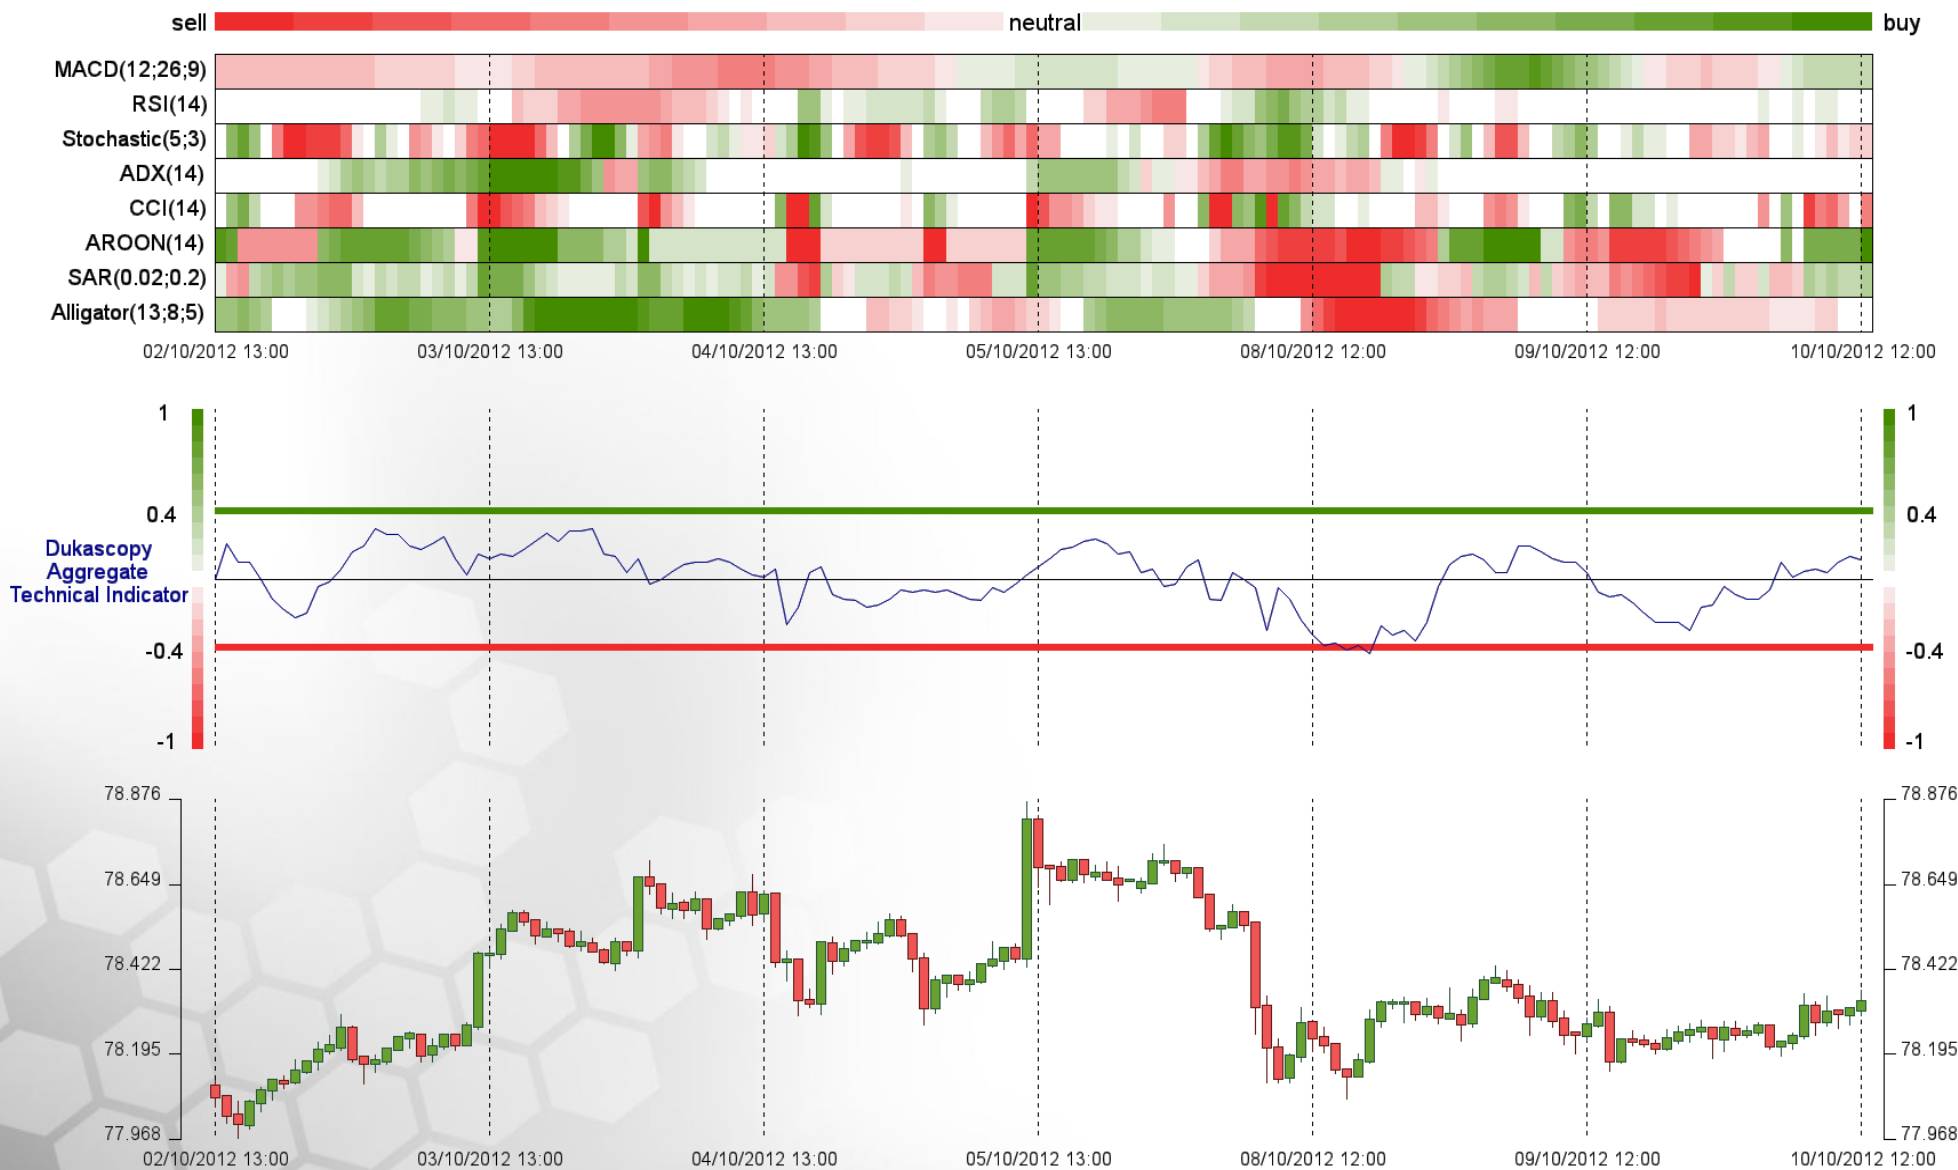 sell neutral buy
MACD(12;26;9)
RSI(14)
Stochastic(5;3)
ADX(14)
CCI(14)
AROON(14)
SAR(0.02;0.2)
Alligator(13;8;5)
02/10/2012 13:00 03/10/2012 13:00 04/10/2012 13:00 05/10/2012 13:00 08/10/2012 12:00 09/10/2012 12:00 10/10/2012 12:00
1 1
0.4 0.4
Dukascopy
Aggregate
Technical Indicator
-0.4 -0.4
-1 -1
78.876 78.876
78.649 78.649
78.422 78.422
78.195 78.195
77.968 77.968
02/10/2012 13:00 03/10/2012 13:00 04/10/2012 13:00 05/10/2012 13:00 08/10/2012 12:00 09/10/2012 12:00 10/10/2012 12:00